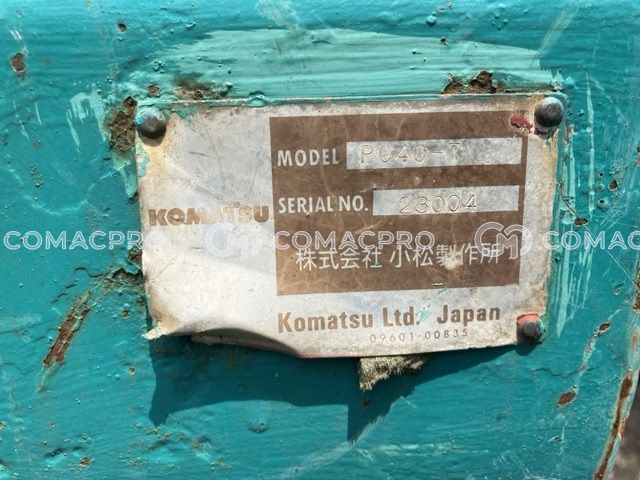 MODEL PC40-7
SERIAL NO. 23004
KOMATSU
COMACPRO COMACPRO COMACPRO
株式会社 小松製作所
Komatsu Ltd. Japan
09601-00835